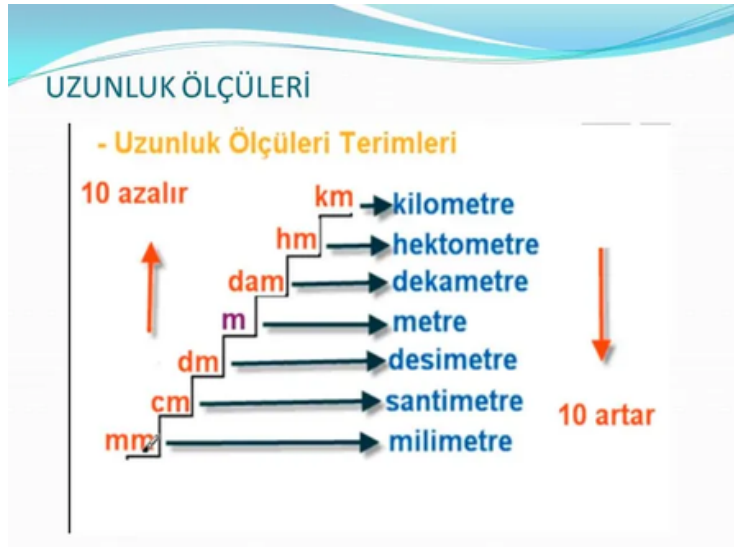 UZUNLUK ÖLÇÜLERİ
- Uzunluk Ölçüleri Terimleri
10 azalır
km kilometre
hm hektometre
dam dekametre
m metre
dm desimetre
cm santimetre
10 artar
mm milimetre